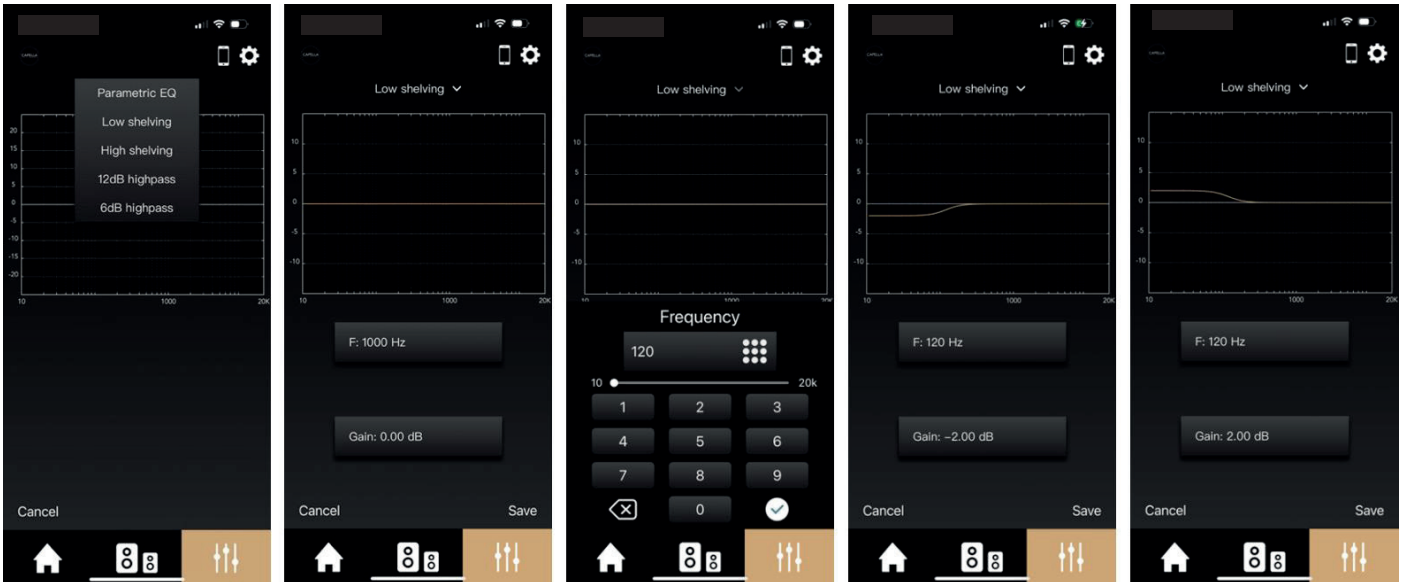 Parametric EQ
Low shelving
High shelving
12dB highpass
6dB highpass
20
15
10
5
0
-5
-10
-15
-20
10 1000 20K
Cancel
Low shelving
10
5
0
-5
-10
10 1000 20K
F: 1000 Hz
Gain: 0.00 dB
Cancel Save
Low shelving
10
5
0
-5
-10
Frequency
120
10 20k
1 2 3
4 5 6
7 8 9
0
Low shelving
10
5
0
-5
-10
10 1000 20K
F: 120 Hz
Gain: -2.00 dB
Cancel Save
Low shelving
10
5
0
-5
-10
10 1000 20K
F: 120 Hz
Gain: 2.00 dB
Cancel Save